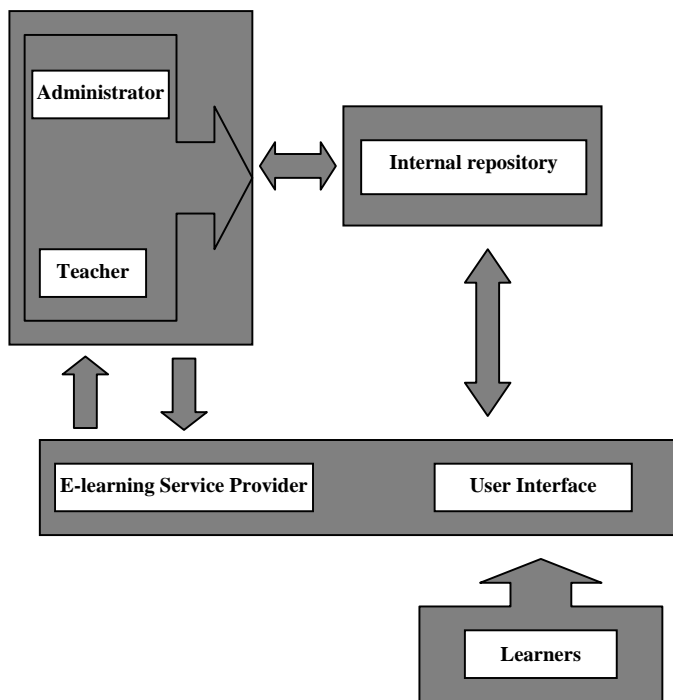 Administrator
Internal repository
Teacher
E-learning Service Provider
User Interface
Learners